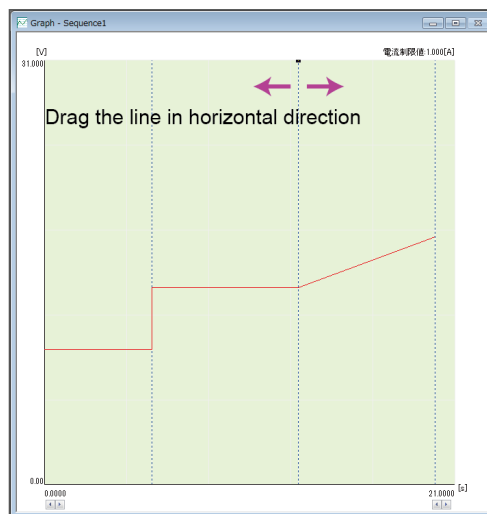 Graph - Sequence1
[V]
電流制限値:1.000[A]
31.000
Drag the line in horizontal direction
0.00
0.0000
21.0000
[s]